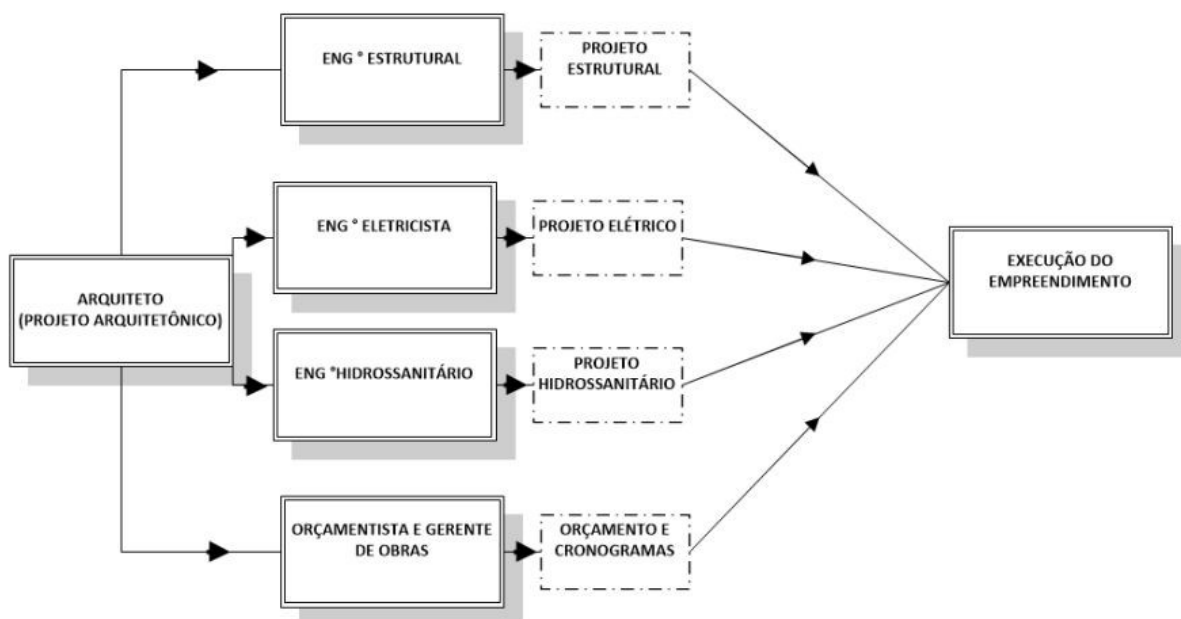 ENG ° ESTRUTURAL
PROJETO
ESTRUTURAL
ENG ° ELETRICISTA
PROJETO ELÉTRICO
ARQUITETO
(PROJETO ARQUITETÔNICO)
EXECUÇÃO DO
EMPREENDIMENTO
ENG °HIDROSSANITÁRIO
PROJETO
HIDROSSANITÁRIO
ORÇAMENTISTA E GERENTE
DE OBRAS
ORÇAMENTO E
CRONOGRAMAS